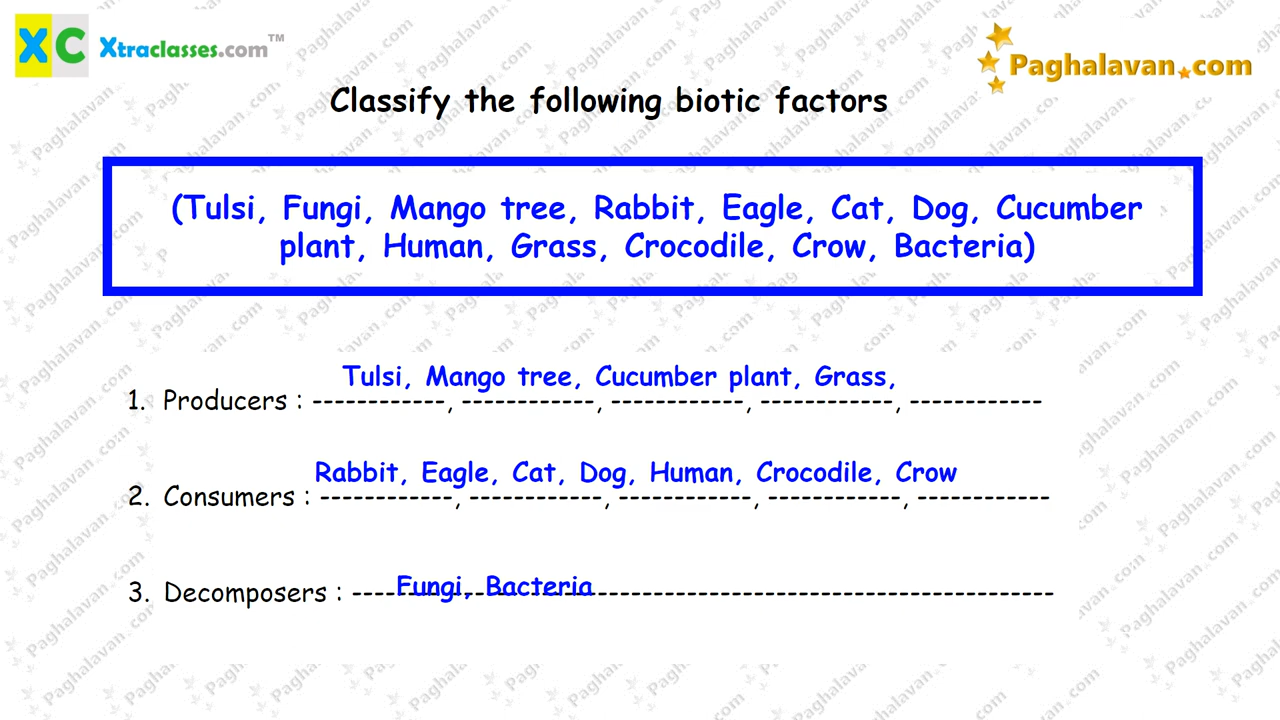 XC Xtraclasses.com™
Paghalavan.com
Classify the following biotic factors
(Tulsi, Fungi, Mango tree, Rabbit, Eagle, Cat, Dog, Cucumber
plant, Human, Grass, Crocodile, Crow, Bacteria)
Tulsi, Mango tree, Cucumber plant, Grass,
1. Producers : ------------, ------------, ------------, ------------, ------------
Rabbit, Eagle, Cat, Dog, Human, Crocodile, Crow
2. Consumers : ------------, ------------, ------------, ------------, ------------
Fungi, Bacteria
3. Decomposers : ----------------------------------------------------------------